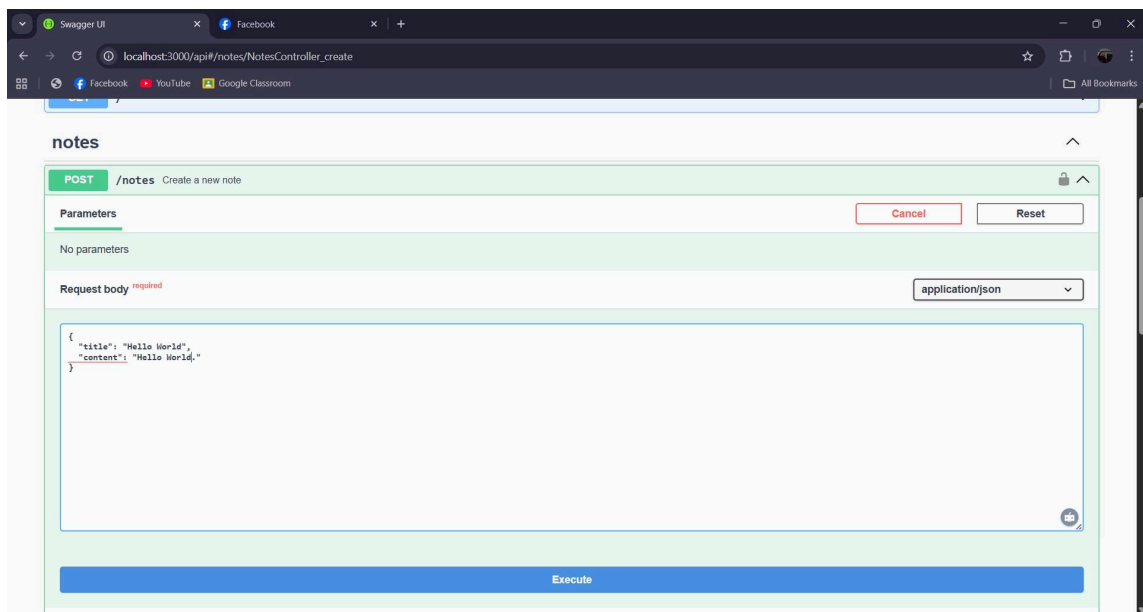 Swagger UI
Facebook
localhost:3000/api#/notes/NotesController_create
Facebook YouTube Google Classroom All Bookmarks
GET /
notes
POST /notes Create a new note
Parameters Cancel Reset
No parameters
Request body required application/json
{
"title": "Hello World",
"content": "Hello World."
}
Execute